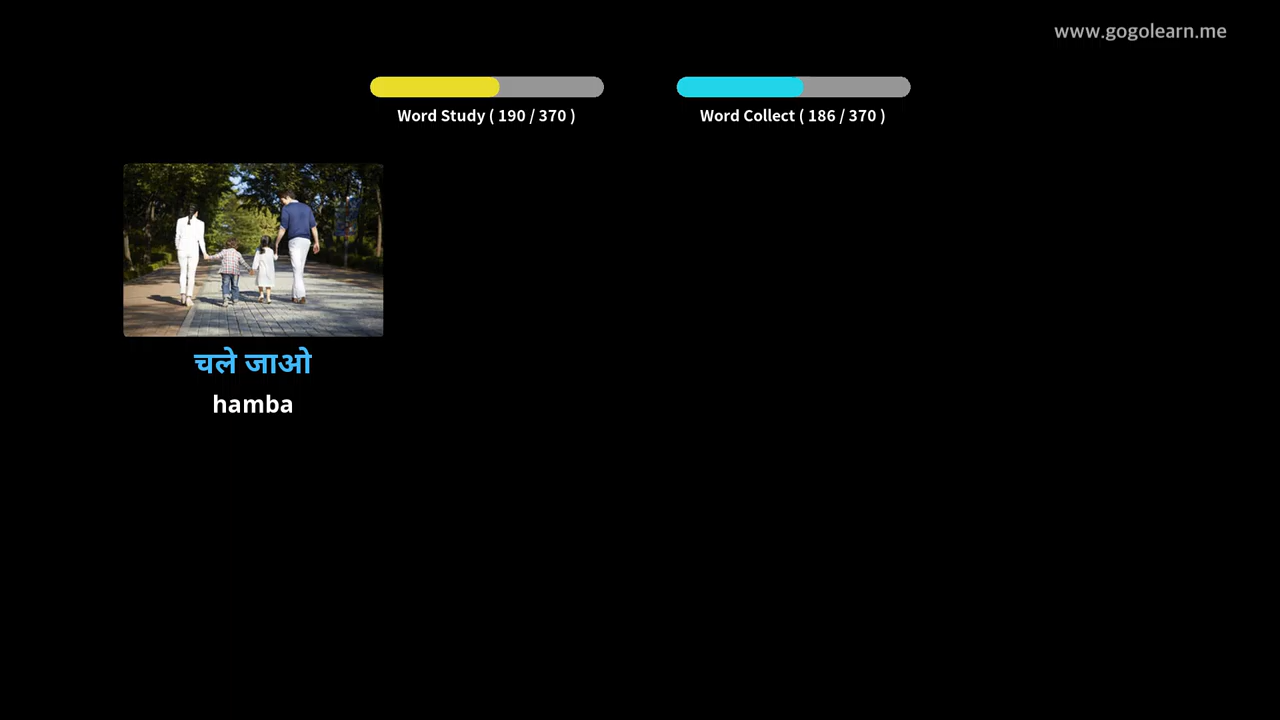 www.gogolearn.me
Word Study ( 190 / 370 )
Word Collect ( 186 / 370 )
चले जाओ
hamba